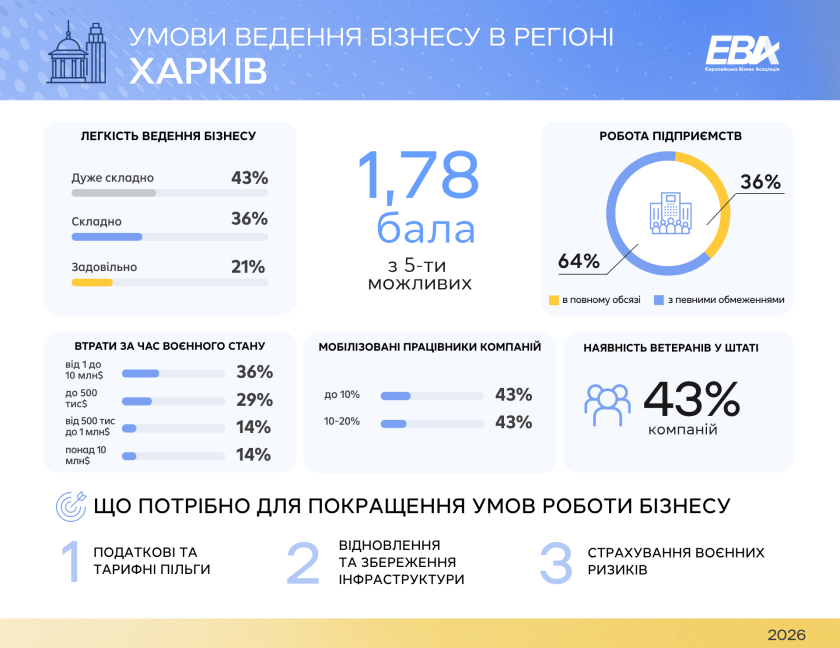 УМОВИ ВЕДЕННЯ БІЗНЕСУ В РЕГІОНІ
ХАРКІВ
EBA
Європейська Бізнес Асоціація
ЛЕГКІСТЬ ВЕДЕННЯ БІЗНЕСУ
Дуже складно 43%
Складно 36%
Задовільно 21%
1,78
бала
з 5-ти
можливих
РОБОТА ПІДПРИЄМСТВ
36%
64%
в повному обсязі з певними обмеженнями
ВТРАТИ ЗА ЧАС ВОЄННОГО СТАНУ
від 1 до
10 млн$ 36%
до 500
тис$ 29%
від 500 тис
до 1 млн$ 14%
понад 10
млн$ 14%
МОБІЛІЗОВАНІ ПРАЦІВНИКИ КОМПАНІЙ
до 10% 43%
10-20% 43%
НАЯВНІСТЬ ВЕТЕРАНІВ У ШТАТІ
43%
компаній
ЩО ПОТРІБНО ДЛЯ ПОКРАЩЕННЯ УМОВ РОБОТИ БІЗНЕСУ
1
ПОДАТКОВІ ТА
ТАРИФНІ ПІЛЬГИ
2
ВІДНОВЛЕННЯ
ТА ЗБЕРЕЖЕННЯ
ІНФРАСТРУКТУРИ
3
СТРАХУВАННЯ ВОЄННИХ
РИЗИКІВ
2026